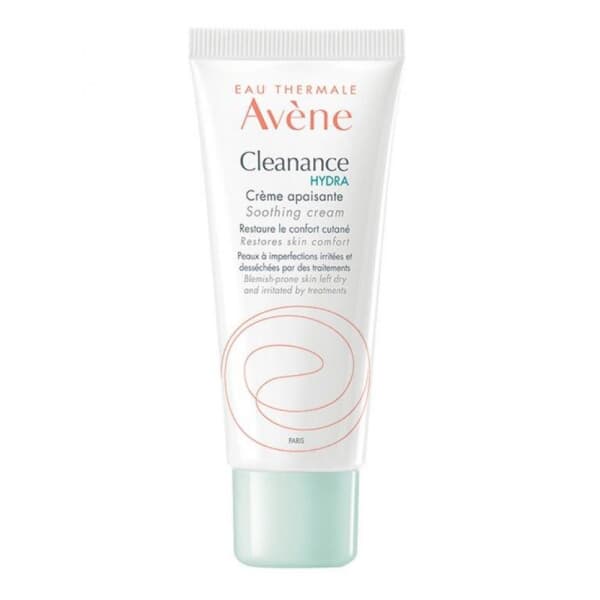 EAU THERMALE
Avène
Cleanance
HYDRA
Crème apaisante
Soothing cream
Restaure le confort cutané
Restores skin comfort
Peaux à imperfections irritées et
desséchées par des traitements
Blemish-prone skin left dry
and irritated by treatments
PARIS